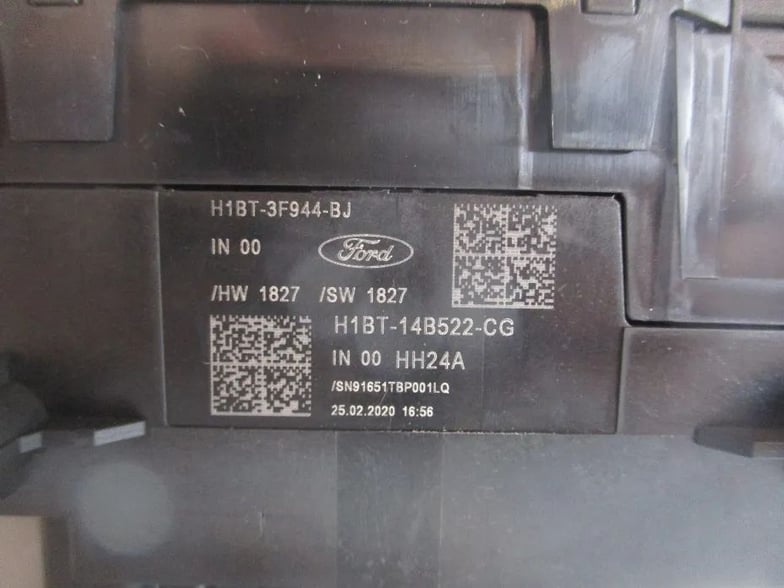 H1BT-3F944-BJ
IN 00 Ford
/HW 1827 /SW 1827
H1BT-14B522-CG
IN 00 HH24A
/SN91651TBP001LQ
25.02.2020 16:56